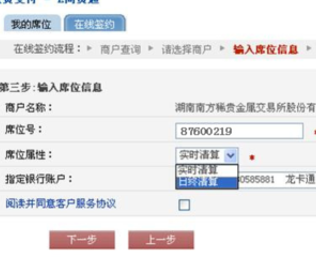 我的席位 在线签约
在线签约流程： 商户查询 请选择商户 输入席位信息
第三步:输入席位信息
商户名称： 湖南南方稀贵金属交易所股份有
席位号： 87600219
席位属性： 实时清算 *
实时清算
日终清算
指定银行账户： 0585881 龙卡通
阅读并同意客户服务协议
下一步 上一步